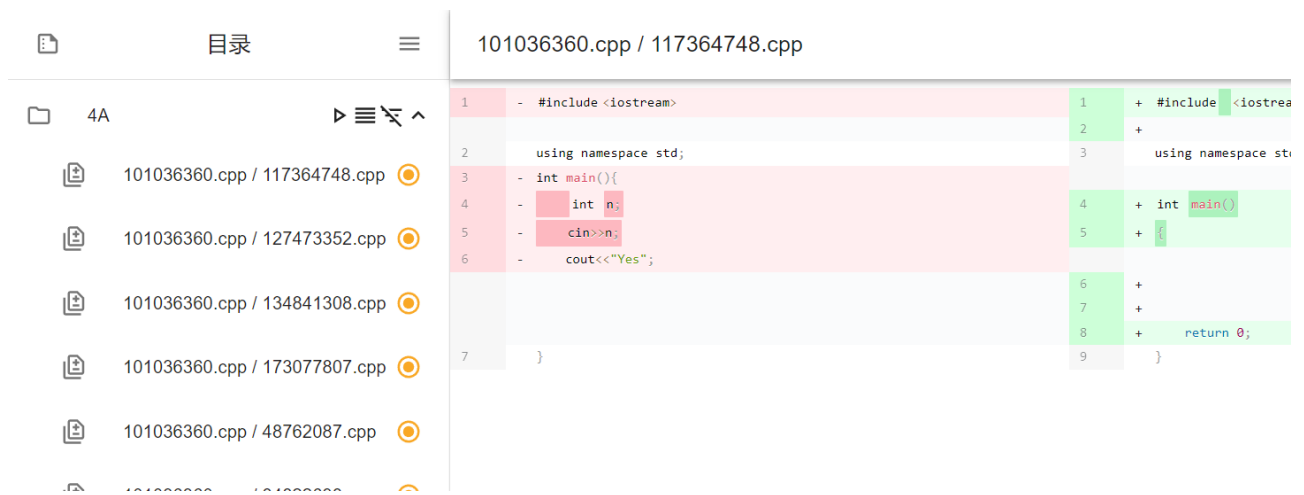 目录
101036360.cpp / 117364748.cpp
4A
101036360.cpp / 117364748.cpp
101036360.cpp / 127473352.cpp
101036360.cpp / 134841308.cpp
101036360.cpp / 173077807.cpp
101036360.cpp / 48762087.cpp
1 - #include <iostream>
2 using namespace std;
3 - int main(){
4 - int n;
5 - cin>>n;
6 - cout<<"Yes";
7 }
1 + #include <iostrea
2 +
3 using namespace st
4 + int main()
5 + {
6 +
7 +
8 + return 0;
9 }